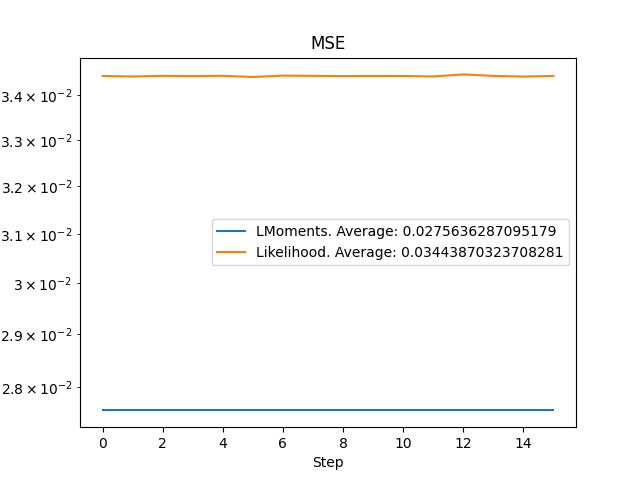 MSE
3.4 × 10⁻²
3.3 × 10⁻²
3.2 × 10⁻²
3.1 × 10⁻²
3 × 10⁻²
2.9 × 10⁻²
2.8 × 10⁻²
LMoments. Average: 0.0275636287095179
Likelihood. Average: 0.03443870323708281
0 2 4 6 8 10 12 14
Step